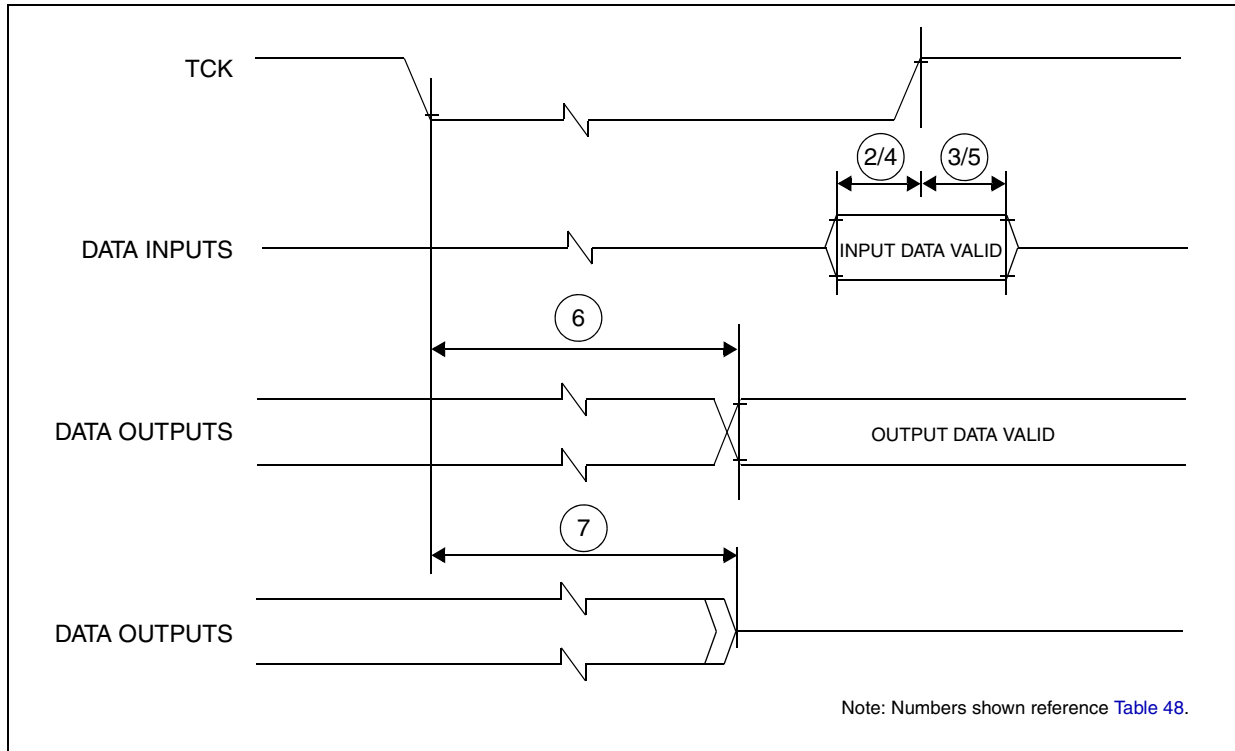 TCK
2/4
3/5
DATA INPUTS
INPUT DATA VALID
6
DATA OUTPUTS
OUTPUT DATA VALID
7
DATA OUTPUTS
Note: Numbers shown reference Table 48.